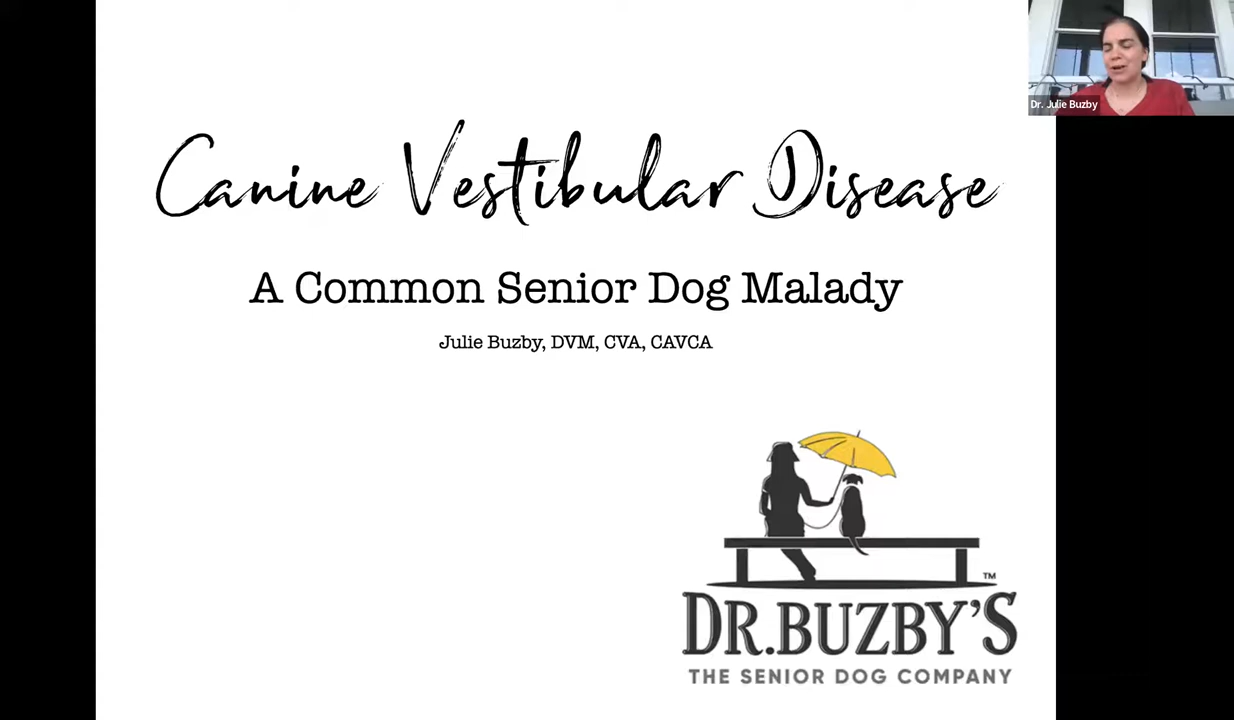 Canine Vestibular Disease
A Common Senior Dog Malady
Julie Buzby, DVM, CVA, CAVCA
Dr. Julie Buzby
DR. BUZBY'S
™
THE SENIOR DOG COMPANY